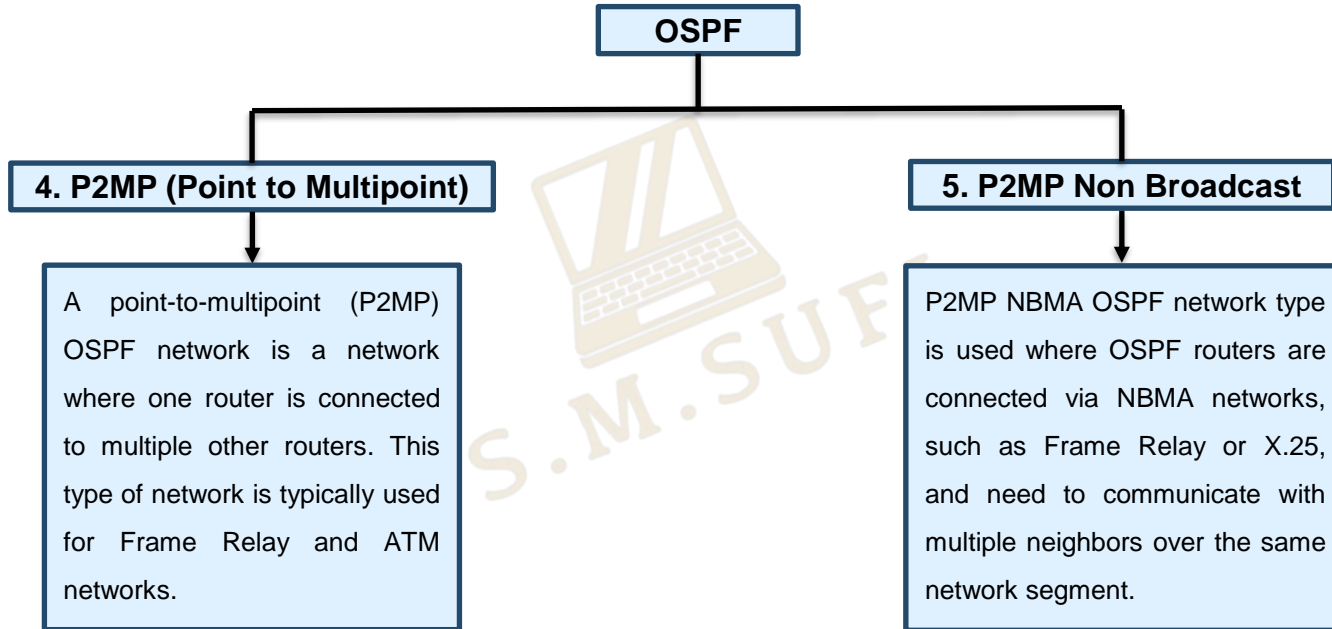 OSPF
4. P2MP (Point to Multipoint)
A point-to-multipoint (P2MP)
OSPF network is a network
where one router is connected
to multiple other routers. This
type of network is typically used
for Frame Relay and ATM
networks.
5. P2MP Non Broadcast
P2MP NBMA OSPF network type
is used where OSPF routers are
connected via NBMA networks,
such as Frame Relay or X.25,
and need to communicate with
multiple neighbors over the same
network segment.
S.M.SUF